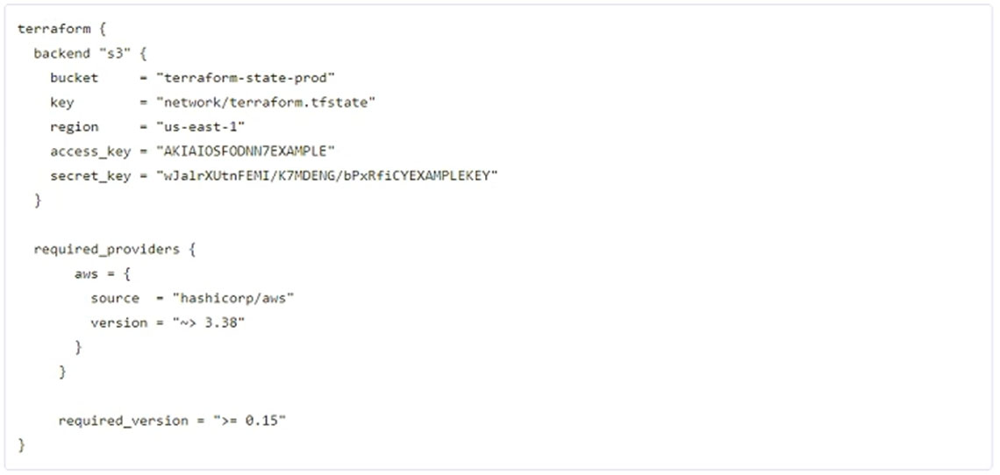 terraform {
  backend "s3" {
    bucket     = "terraform-state-prod"
    key        = "network/terraform.tfstate"
    region     = "us-east-1"
    access_key = "AKIAIOSFODNN7EXAMPLE"
    secret_key = "wJalrXUtnFEMI/K7MDENG/bPxRfiCYEXAMPLEKEY"
  }

  required_providers {
       aws = {
         source  = "hashicorp/aws"
         version = "~> 3.38"
       }
     }

     required_version = ">= 0.15"
}